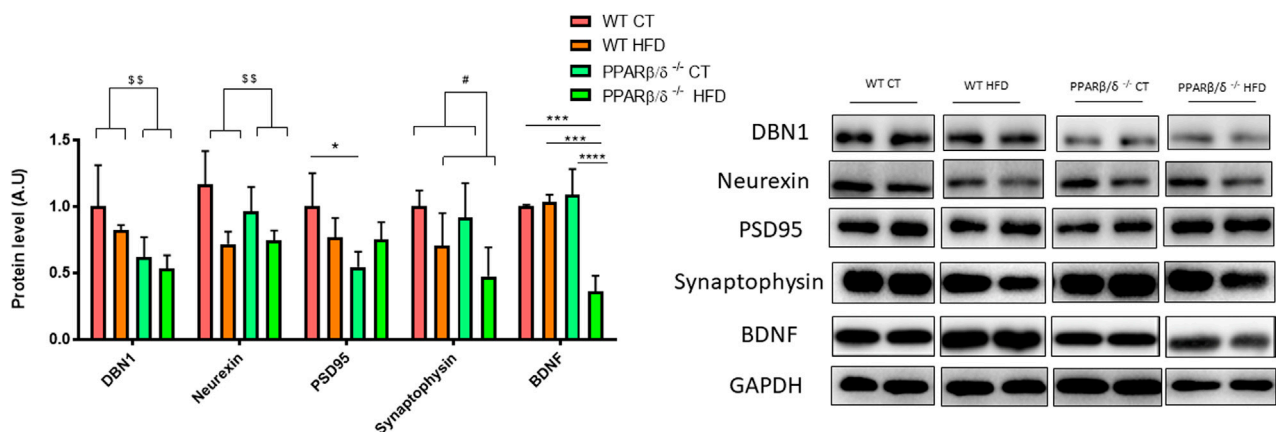 WT CT
WT HFD
PPARβ/δ -/- CT
PPARβ/δ -/- HFD
$$
$$
#
*
***
***
****
Protein level (A.U)
1.5
1.0
0.5
0.0
DBN1
Neurexin
PSD95
Synaptophysin
BDNF
WT CT
WT HFD
PPARβ/δ -/- CT
PPARβ/δ -/- HFD
DBN1
Neurexin
PSD95
Synaptophysin
BDNF
GAPDH